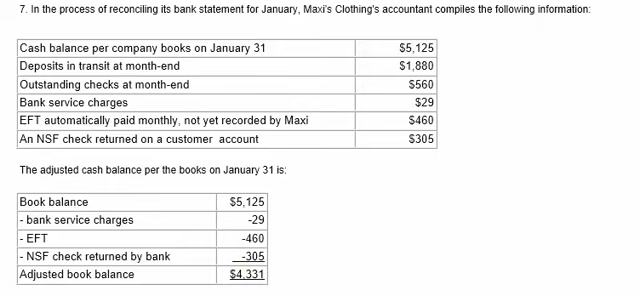 7. In the process of reconciling its bank statement for January, Maxi's Clothing's accountant compiles the following information:
Cash balance per company books on January 31 $5,125
Deposits in transit at month-end $1,880
Outstanding checks at month-end $560
Bank service charges $29
EFT automatically paid monthly, not yet recorded by Maxi $460
An NSF check returned on a customer account $305
The adjusted cash balance per the books on January 31 is:
Book balance $5,125
- bank service charges -29
- EFT -460
- NSF check returned by bank -305
Adjusted book balance $4,331